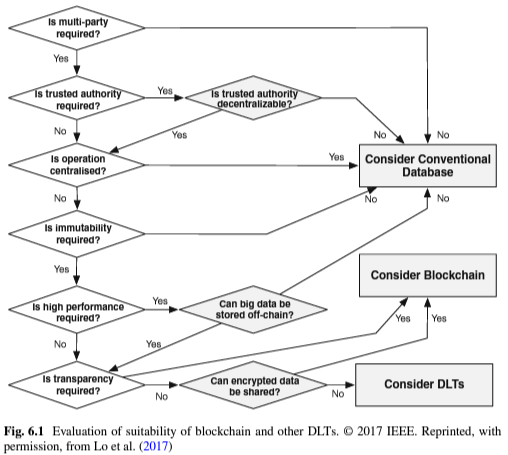 Is multi-party
required?
Yes
Is trusted authority
required?
Yes
Is trusted authority
decentralizable?
No
Yes
No
No
Is operation
centralised?
Yes
Consider Conventional
Database
No
No
No
Is immutability
required?
Yes
Is high performance
required?
Yes
Can big data be
stored off-chain?
Consider Blockchain
No
Yes
Yes
Yes
Is transparency
required?
No
Can encrypted data
be shared?
No
Consider DLTs
Fig. 6.1 Evaluation of suitability of blockchain and other DLTs. © 2017 IEEE. Reprinted, with
permission, from Lo et al. (2017)